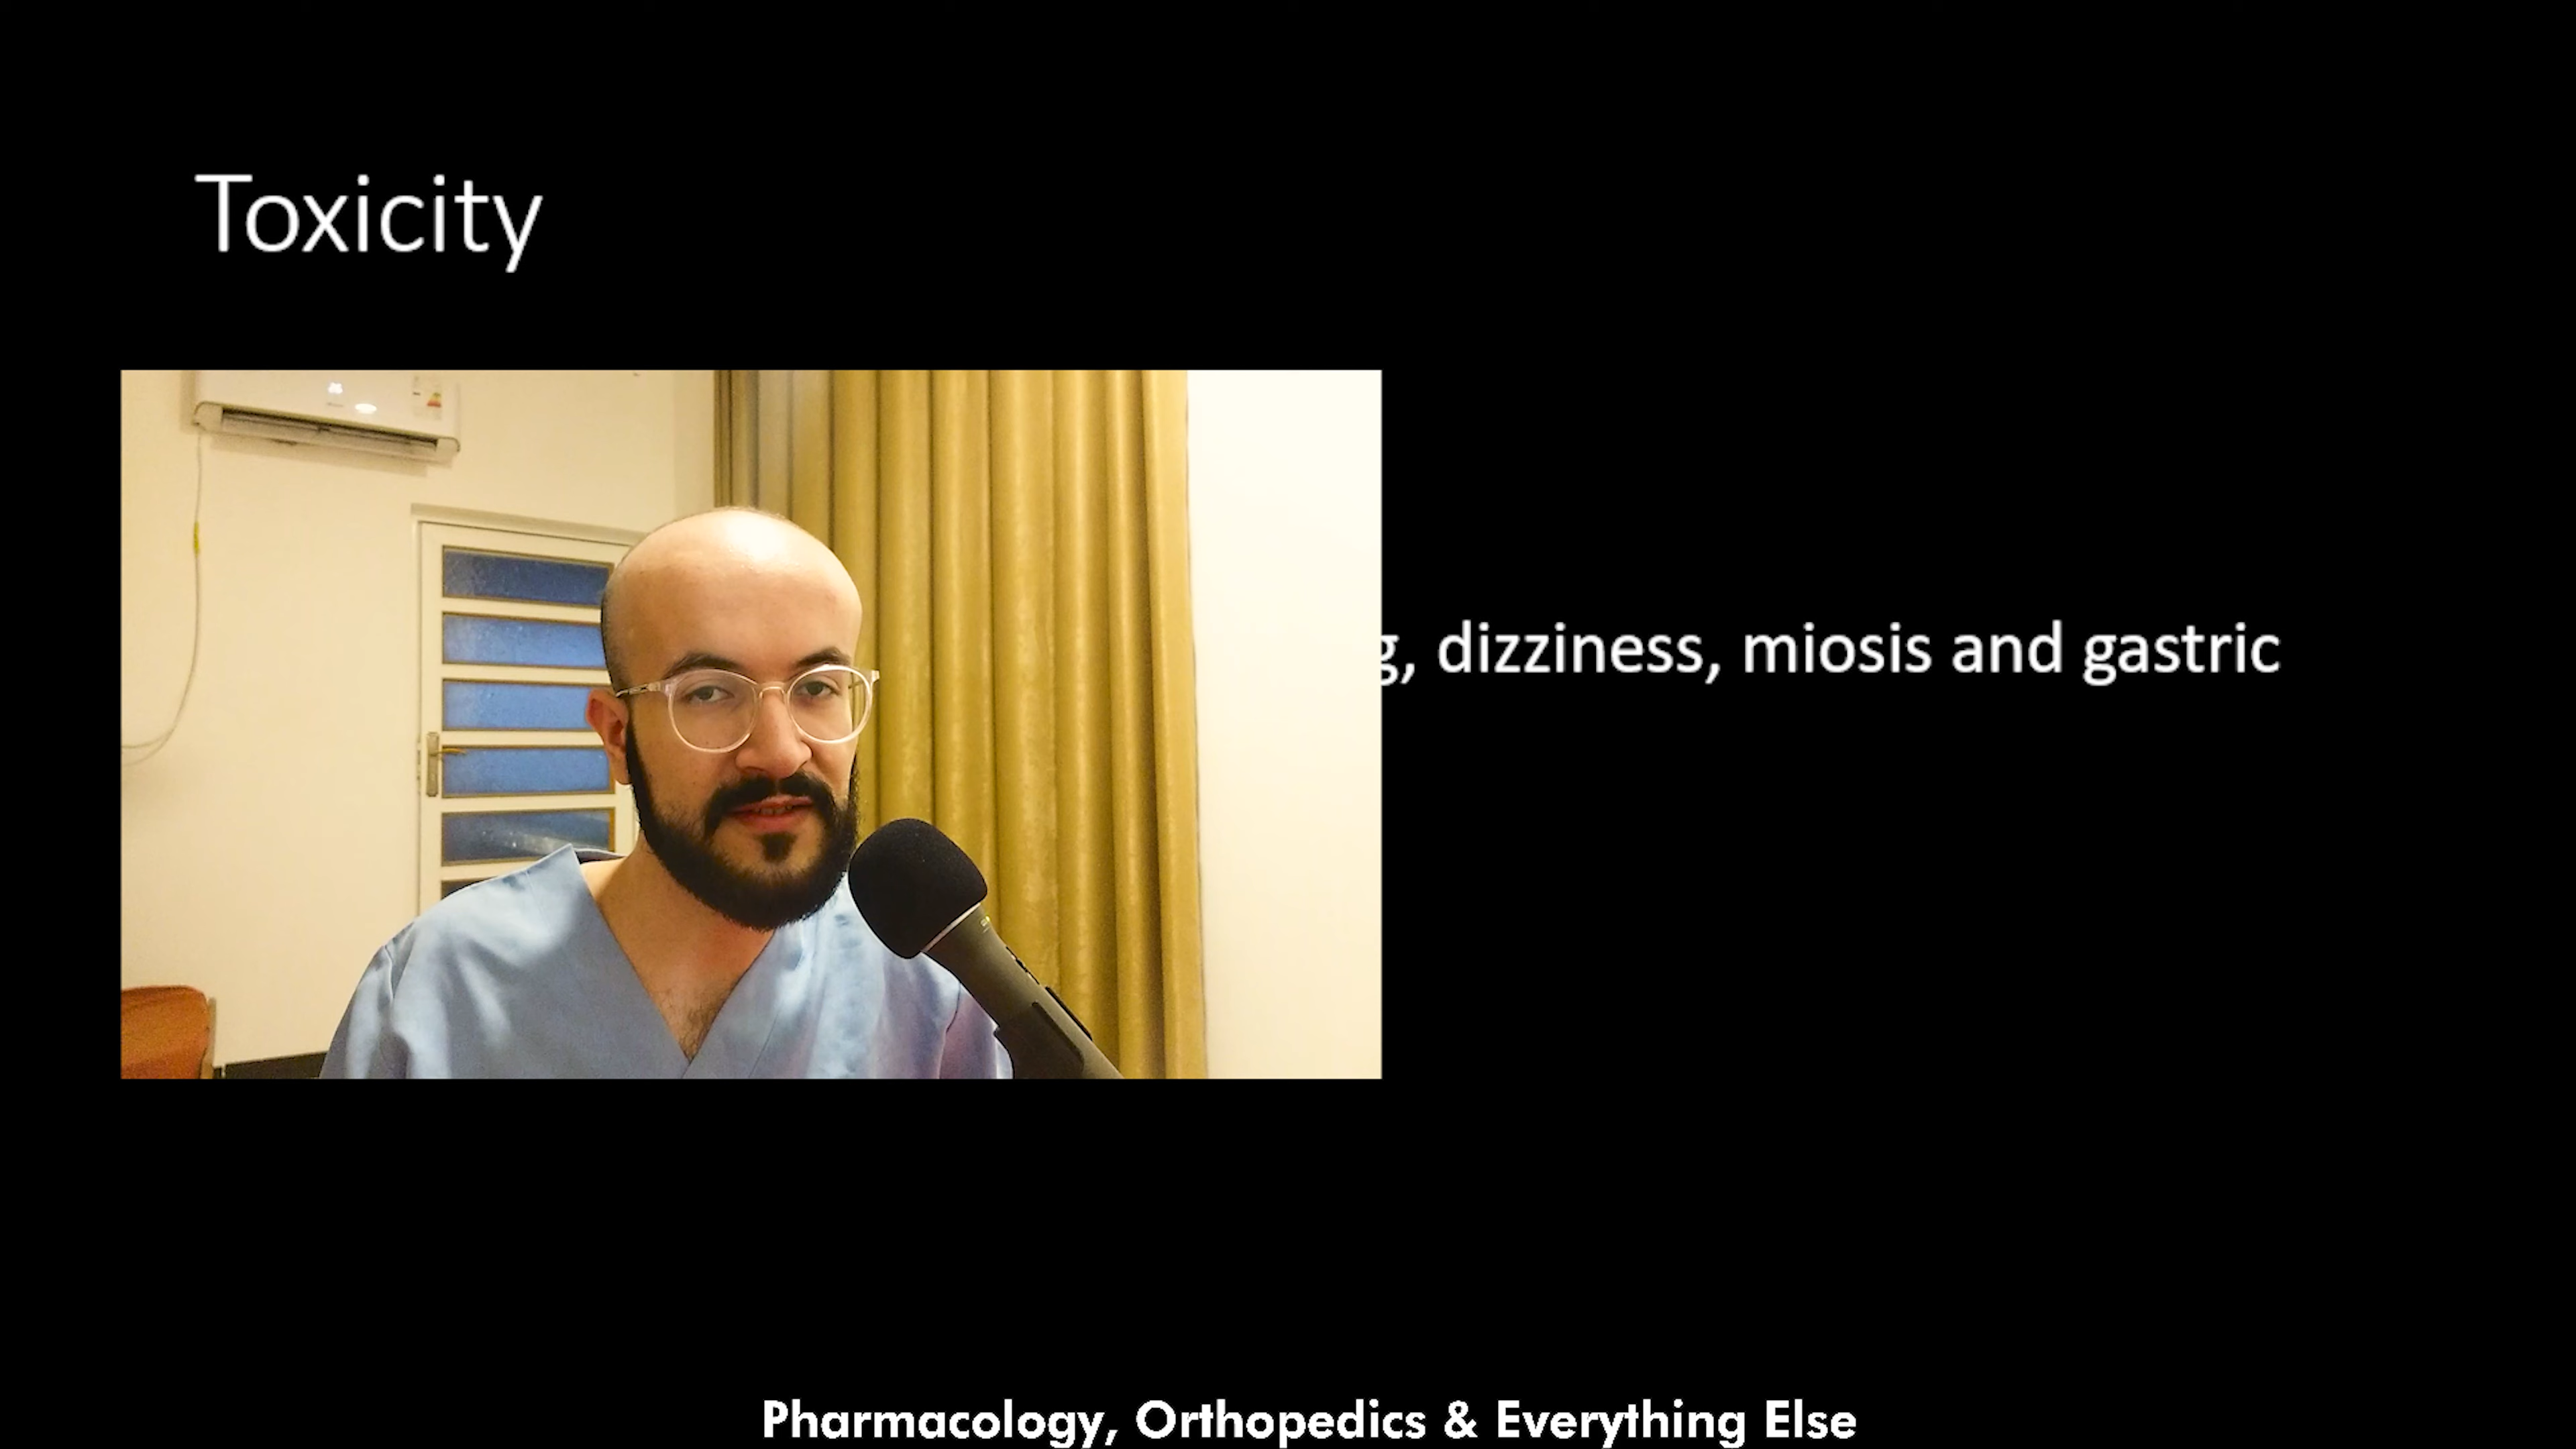 Toxicity
, dizziness, miosis and gastric
Pharmacology, Orthopedics & Everything Else